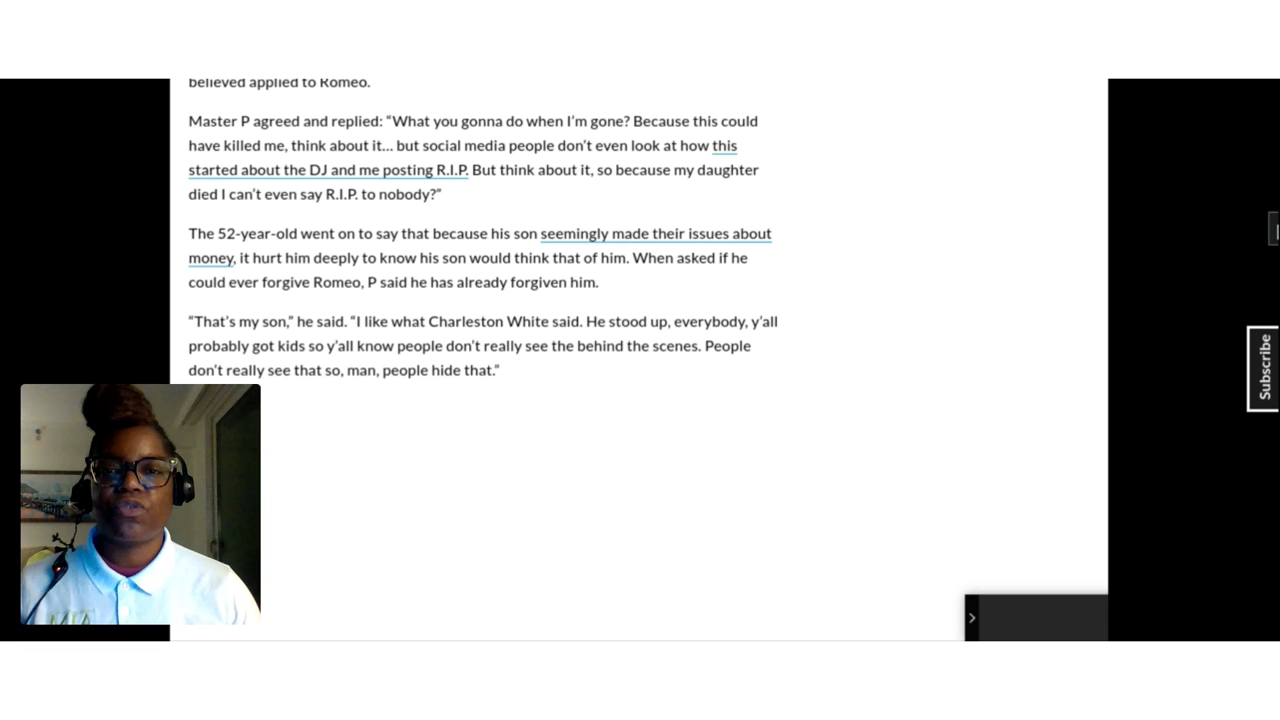 believed applied to Romeo.
Master P agreed and replied: “What you gonna do when I’m gone? Because this could
have killed me, think about it… but social media people don’t even look at how this
started about the DJ and me posting R.I.P. But think about it, so because my daughter
died I can’t even say R.I.P. to nobody?”
The 52-year-old went on to say that because his son seemingly made their issues about
money, it hurt him deeply to know his son would think that of him. When asked if he
could ever forgive Romeo, P said he has already forgiven him.
“That’s my son,” he said. “I like what Charleston White said. He stood up, everybody, y’all
probably got kids so y’all know people don’t really see the behind the scenes. People
don’t really see that so, man, people hide that.”
Subscribe
MIA